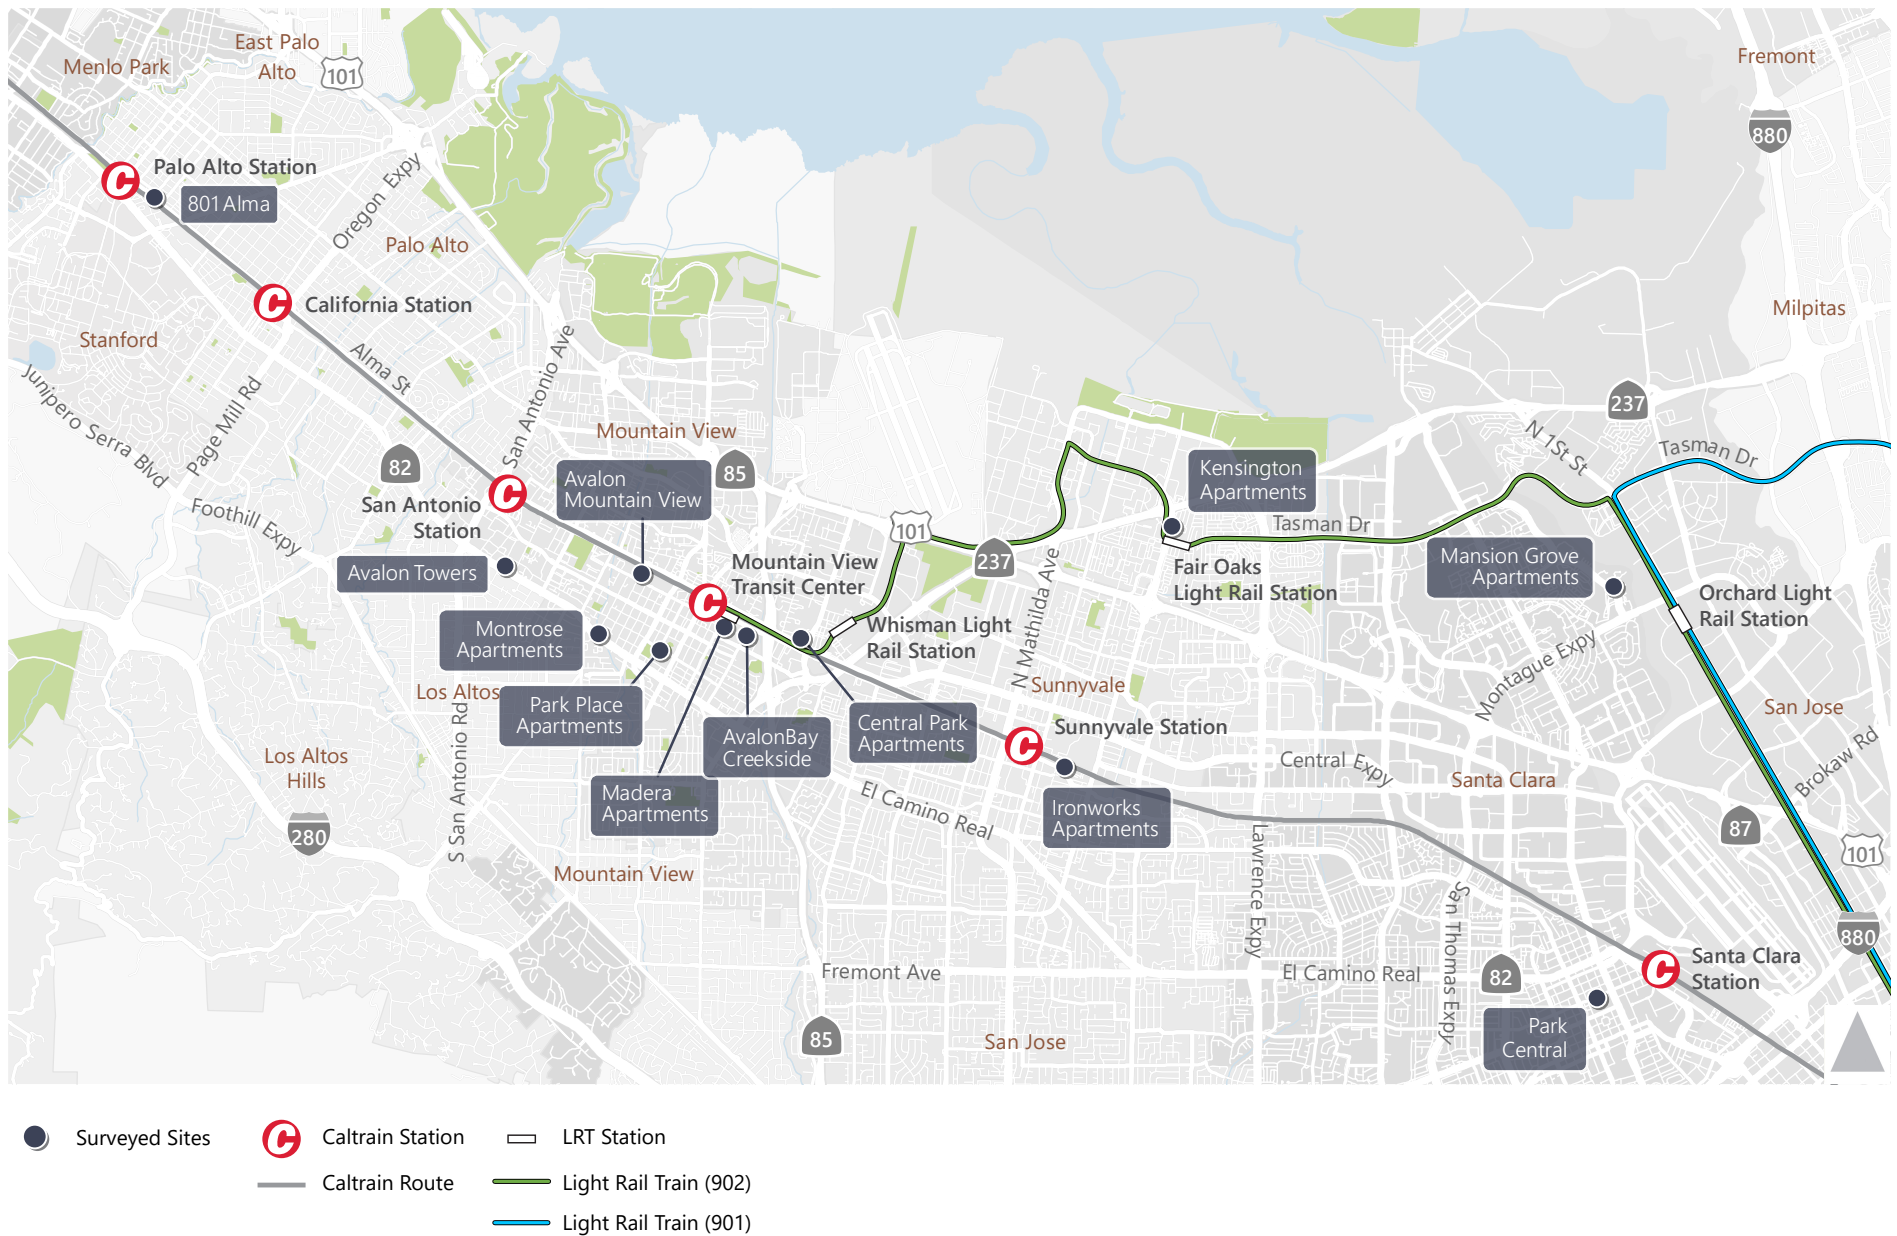 East Palo
Alto
Menlo Park
101
Fremont
880
Palo Alto Station
801 Alma
Oregon Expy
Palo Alto
California Station
Milpitas
Stanford
Alma St
San Antonio Ave
Junipero Serra Blvd
Page Mill Rd
237
Mountain View
N 1St St
Tasman Dr
82
85
Avalon
Mountain View
Kensington
Apartments
San Antonio
Station
Foothill Expy
101
Tasman Dr
237
Mansion Grove
Apartments
Avalon Towers
Mountain View
Transit Center
Fair Oaks
Light Rail Station
Orchard Light
Rail Station
N Mathilda Ave
Montrose
Apartments
Whisman Light
Rail Station
Montague Expy
Los Altos
Sunnyvale
Park Place
Apartments
San Jose
AvalonBay
Creekside
Central Park
Apartments
Sunnyvale Station
Brokaw Rd
Los Altos
Hills
S San Antonio Rd
Central Expy
Santa Clara
Madera
Apartments
El Camino Real
Ironworks
Apartments
280
87
101
Mountain View
Lawrence Expy
San Thomas Expy
880
Fremont Ave
El Camino Real
82
Santa Clara
Station
85
San Jose
Park
Central
Surveyed Sites
Caltrain Station
LRT Station
Caltrain Route
Light Rail Train (902)
Light Rail Train (901)